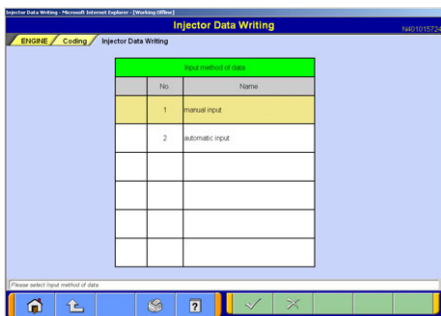 Injector Data Writing - Microsoft Internet Explorer - [Working Offline]
Injector Data Writing
N401015724
ENGINE Coding Injector Data Writing
Input method of data
No. Name
1 manual input
2 automatic input
Please select input method of data
?